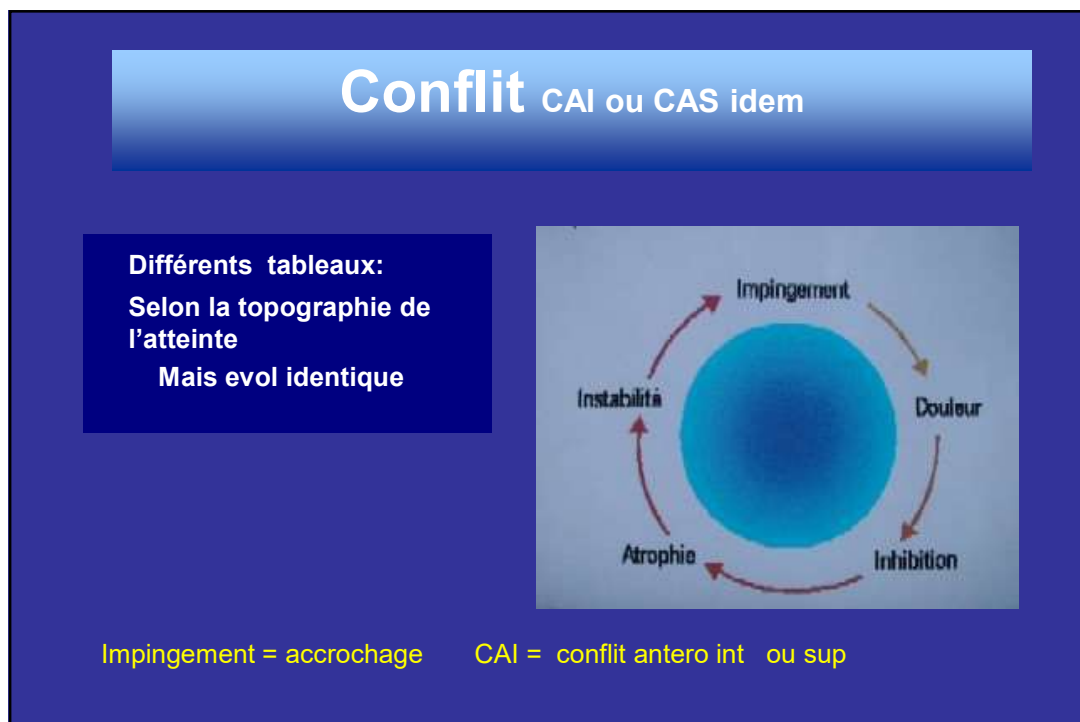 Conflit CAI ou CAS idem
Différents tableaux:
Selon la topographie de
l'atteinte
Mais evol identique
Impingement
Douleur
Inhibition
Atrophie
Instabilité
Impingement = accrochage CAI = conflit antero int ou sup